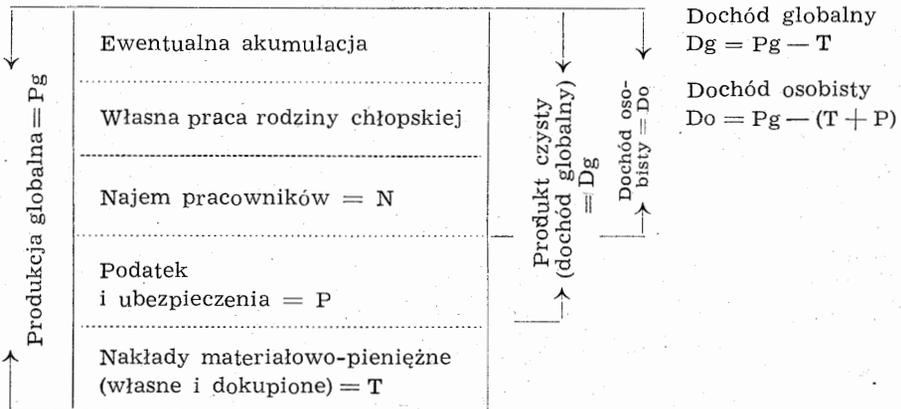 Produkcja globalna = Pg
Ewentualna akumulacja
Własna praca rodziny chłopskiej
Najem pracowników = N
Podatek
i ubezpieczenia = P
Nakłady materiałowo-pieniężne
(własne i dokupione) = T
Produkt czysty
(dochód globalny)
= Dg
Dochód oso-
bisty = Do
Dochód globalny
Dg = Pg — T
Dochód osobisty
Do = Pg — (T + P)